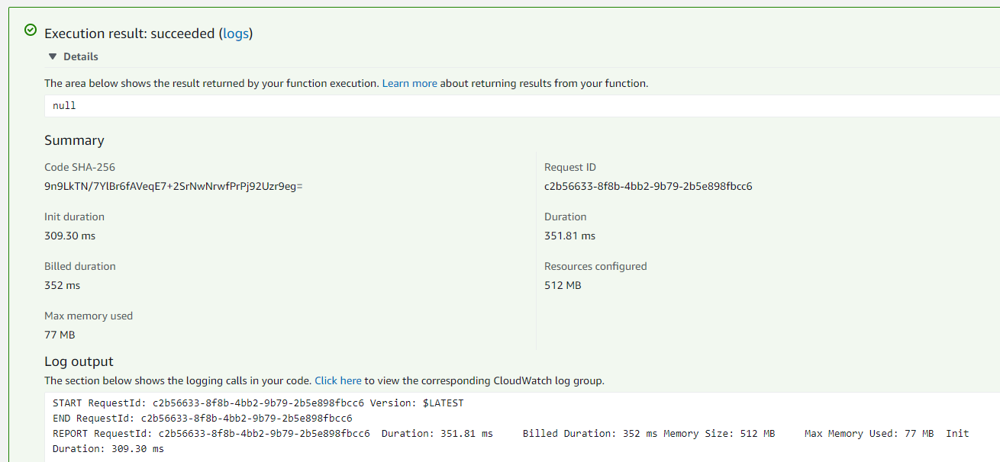 Execution result: succeeded (logs)
Details
The area below shows the result returned by your function execution. Learn more about returning results from your function.
null
Summary
Code SHA-256
9n9LkTN/7YlBr6fAVeqE7+2SrNwNrwfPrPj92Uzr9eg=
Request ID
c2b56633-8f8b-4bb2-9b79-2b5e898fbcc6
Init duration
309.30 ms
Duration
351.81 ms
Billed duration
352 ms
Resources configured
512 MB
Max memory used
77 MB
Log output
The section below shows the logging calls in your code. Click here to view the corresponding CloudWatch log group.
START RequestId: c2b56633-8f8b-4bb2-9b79-2b5e898fbcc6 Version: $LATEST
END RequestId: c2b56633-8f8b-4bb2-9b79-2b5e898fbcc6
REPORT RequestId: c2b56633-8f8b-4bb2-9b79-2b5e898fbcc6 Duration: 351.81 ms Billed Duration: 352 ms Memory Size: 512 MB Max Memory Used: 77 MB Init
Duration: 309.30 ms